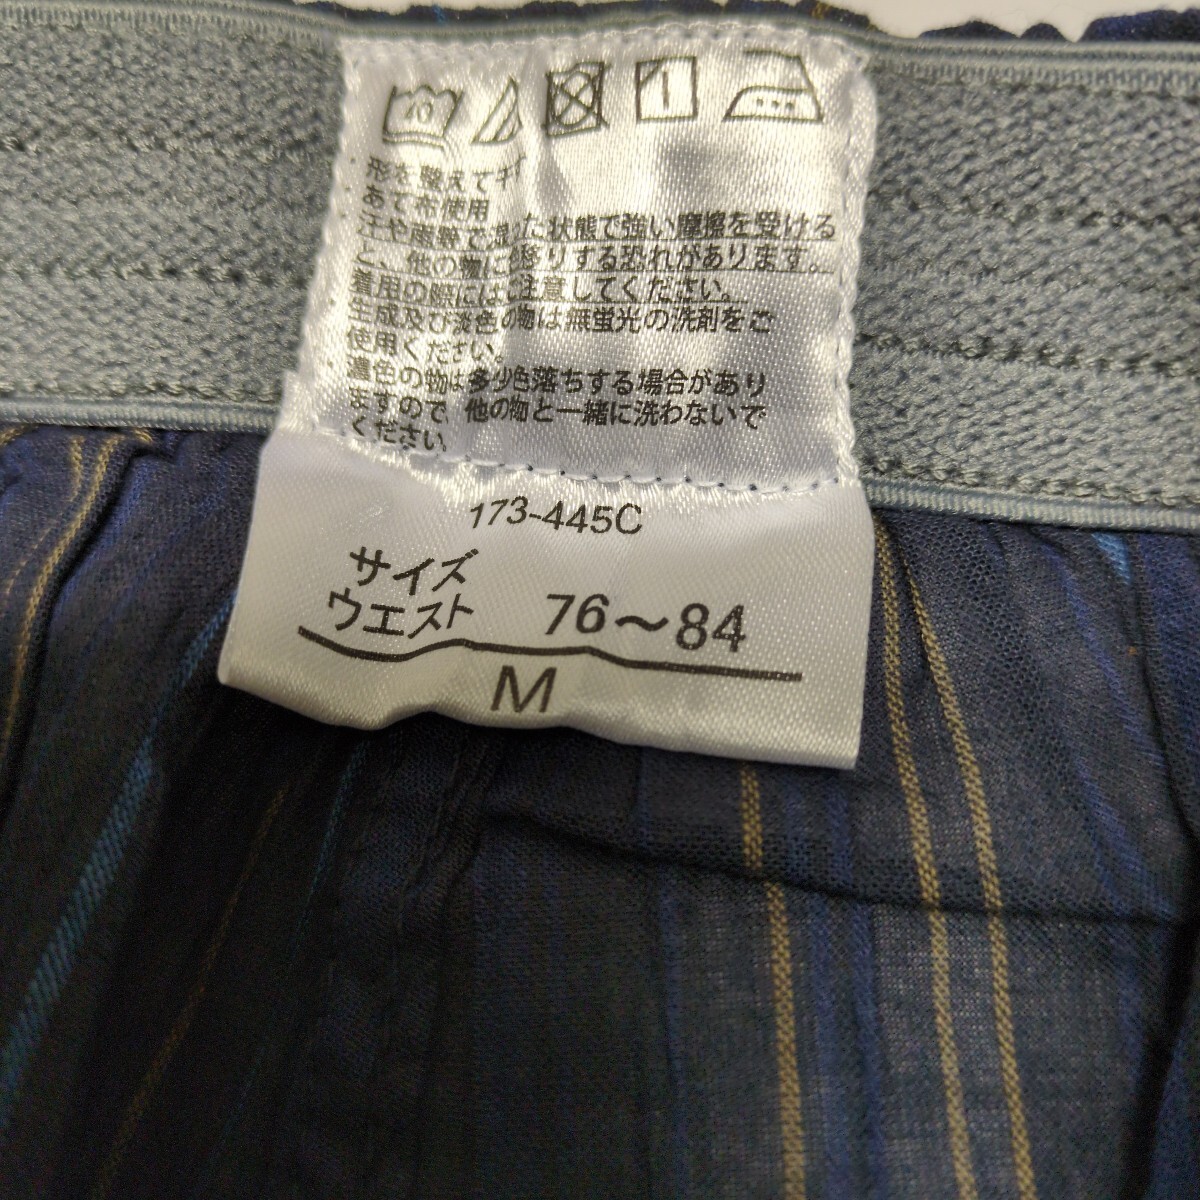 40
形を整えて干
あて布使用
汗や雨等で湿った状態で強い摩擦を受ける
と、他の物に色移りする恐れがあります。
着用の際にはご注意してください。
生成及び淡色の物は無蛍光の洗剤をご
使用ください。
濃色の物は多少色落ちする場合があり
ますので 他の物と一緒に洗わないで
ください
173-445C
サイズ
ウエスト 76～84
M